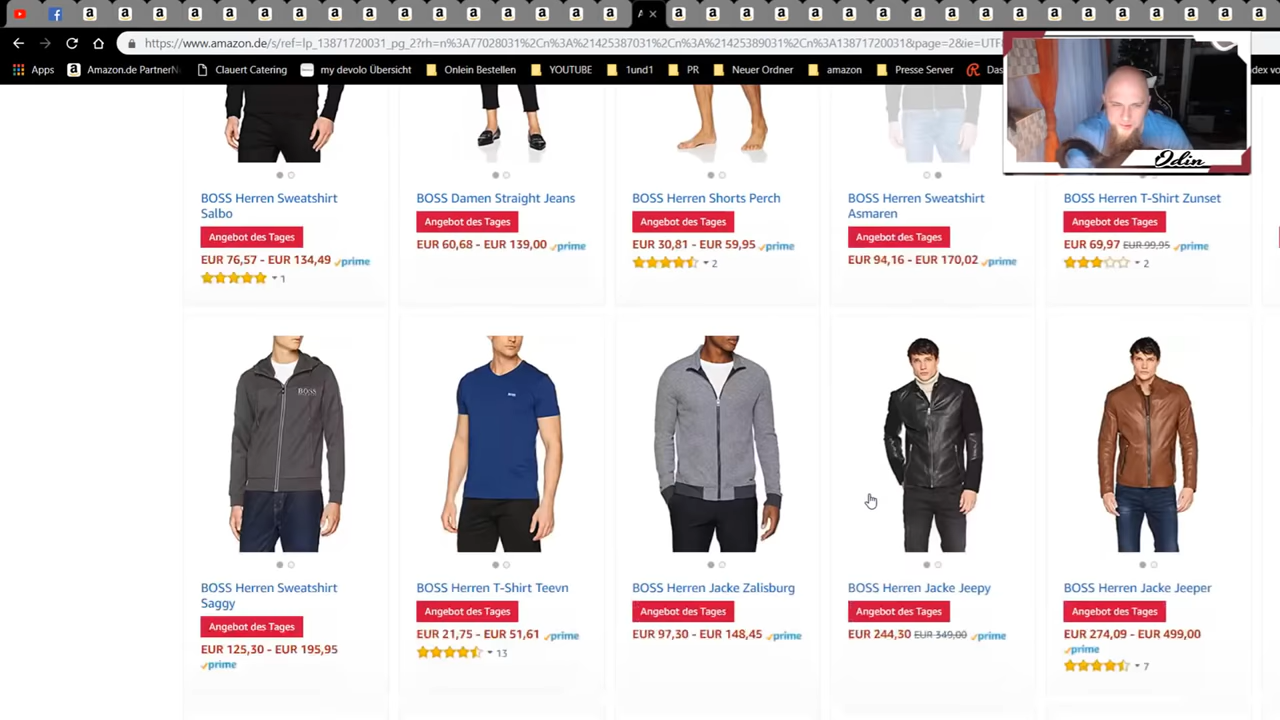 https://www.amazon.de/s/ref=lp_13871720031_pg_2?rh=n%3A77028031%2Cn%3A%21425387031%2Cn%3A%21425389031%2Cn%3A13871720031&page=2&ie=UTF
Apps Amazon.de PartnerN Clauert Catering my devolo Übersicht Onlein Bestellen YOUTUBE 1und1 PR Neuer Ordner amazon Presse Server Das
Odin
BOSS Herren Sweatshirt
Salbo
Angebot des Tages
EUR 76,57 - EUR 134,49 prime
1
BOSS Damen Straight Jeans
Angebot des Tages
EUR 60,68 - EUR 139,00 prime
BOSS Herren Shorts Perch
Angebot des Tages
EUR 30,81 - EUR 59,95 prime
2
BOSS Herren Sweatshirt
Asmaren
Angebot des Tages
EUR 94,16 - EUR 170,02 prime
BOSS Herren T-Shirt Zunset
Angebot des Tages
EUR 69,97 EUR 99,95 prime
2
BOSS
BOSS Herren Sweatshirt
Saggy
Angebot des Tages
EUR 125,30 - EUR 195,95
prime
BOSS Herren T-Shirt Teevn
Angebot des Tages
EUR 21,75 - EUR 51,61 prime
13
BOSS Herren Jacke Zalisburg
Angebot des Tages
EUR 97,30 - EUR 148,45 prime
BOSS Herren Jacke Jeepy
Angebot des Tages
EUR 244,30 EUR 349,00 prime
BOSS Herren Jacke Jeeper
Angebot des Tages
EUR 274,09 - EUR 499,00
prime
7